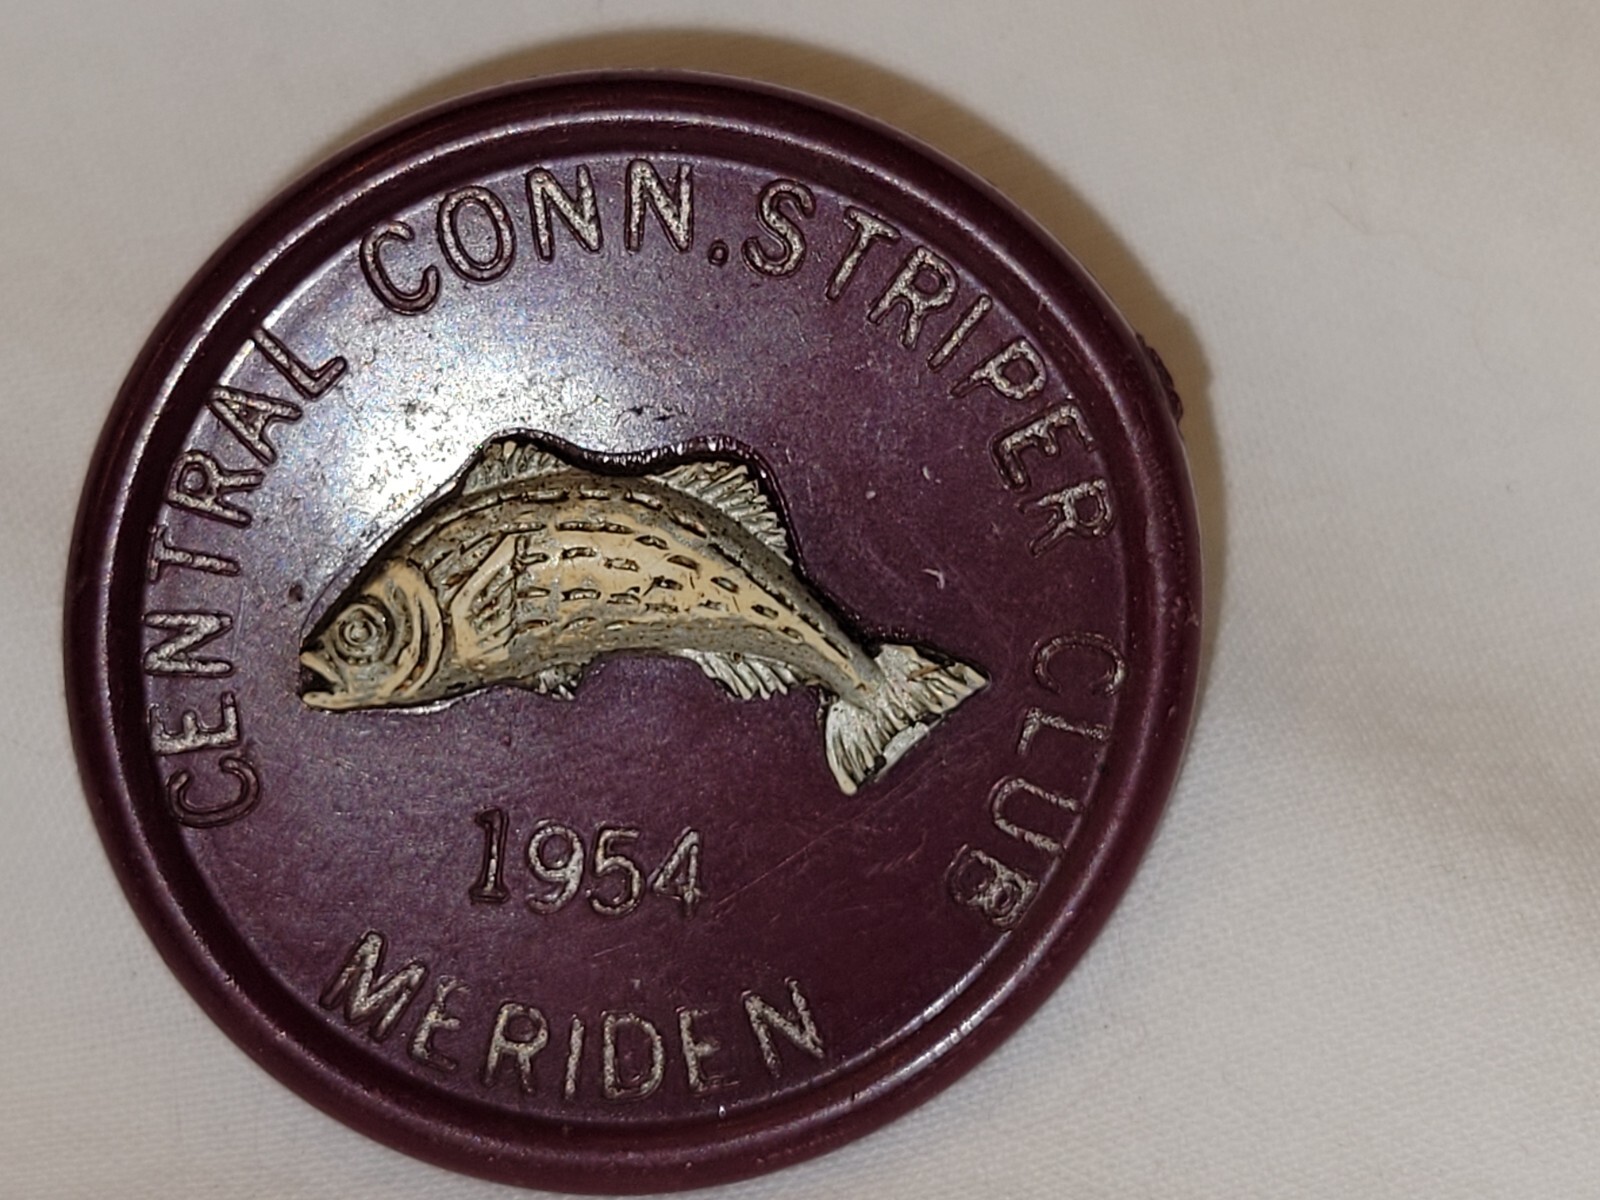 CENTRAL CONN. STRIPER CLUB
1954
MERIDEN